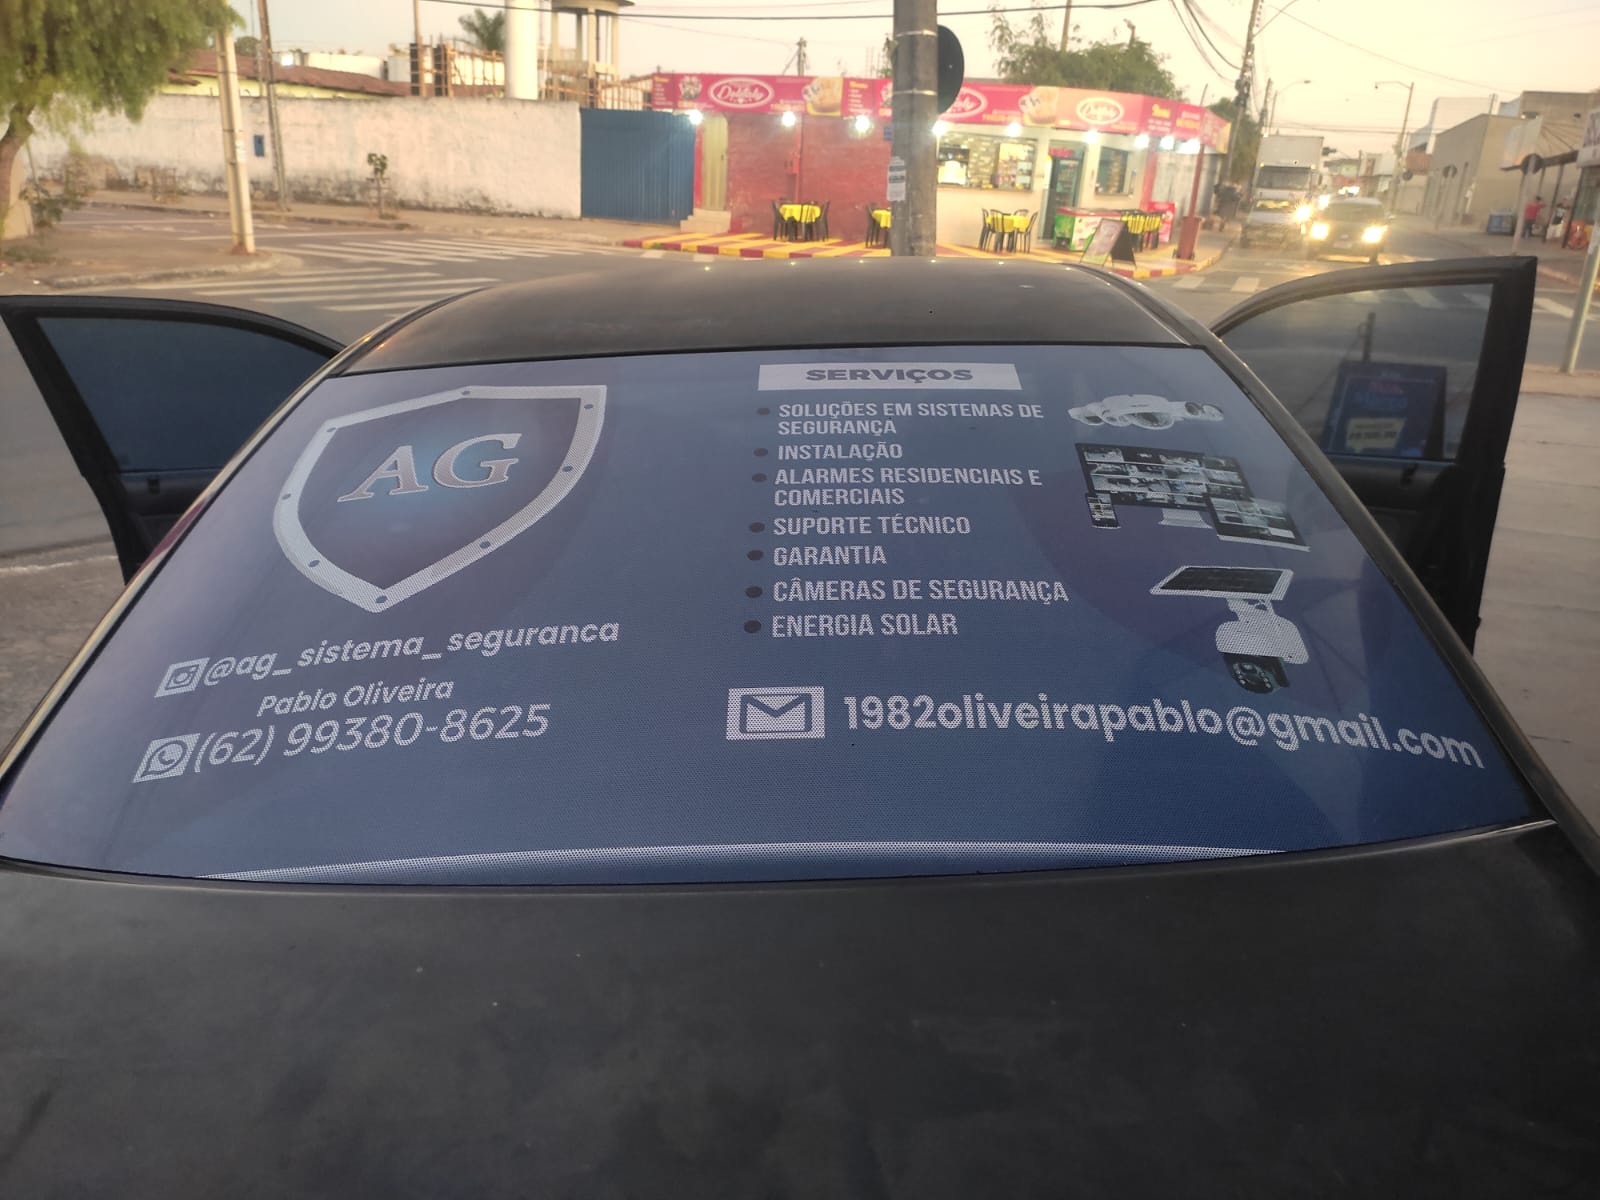 AG
@ag_sistema_seguranca
Pablo Oliveira
(62) 99380-8625
SERVIÇOS
SOLUÇÕES EM SISTEMAS DE
SEGURANÇA
INSTALAÇÃO
ALARMES RESIDENCIAIS E
COMERCIAIS
SUPORTE TÉCNICO
GARANTIA
CÂMERAS DE SEGURANÇA
ENERGIA SOLAR
1982oliveirapablo@gmail.com